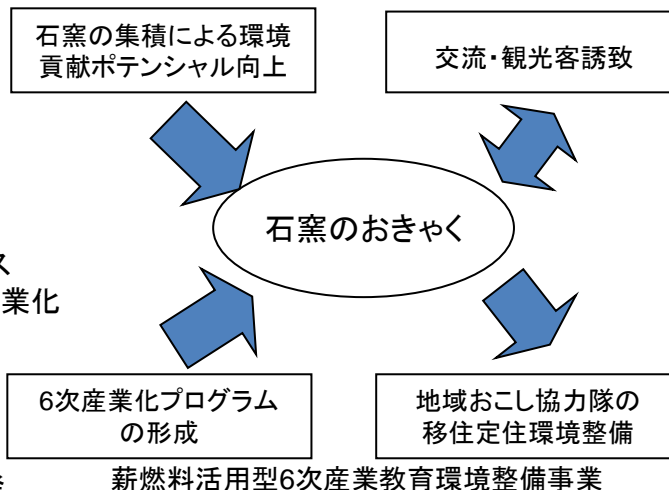 石窯の集積による環境
貢献ポテンシャル向上
交流・観光客誘致
石窯のおきゃく
ス
業化
6次産業化プログラム
の形成
地域おこし協力隊の
移住定住環境整備
薪燃料活用型6次産業教育環境整備事業